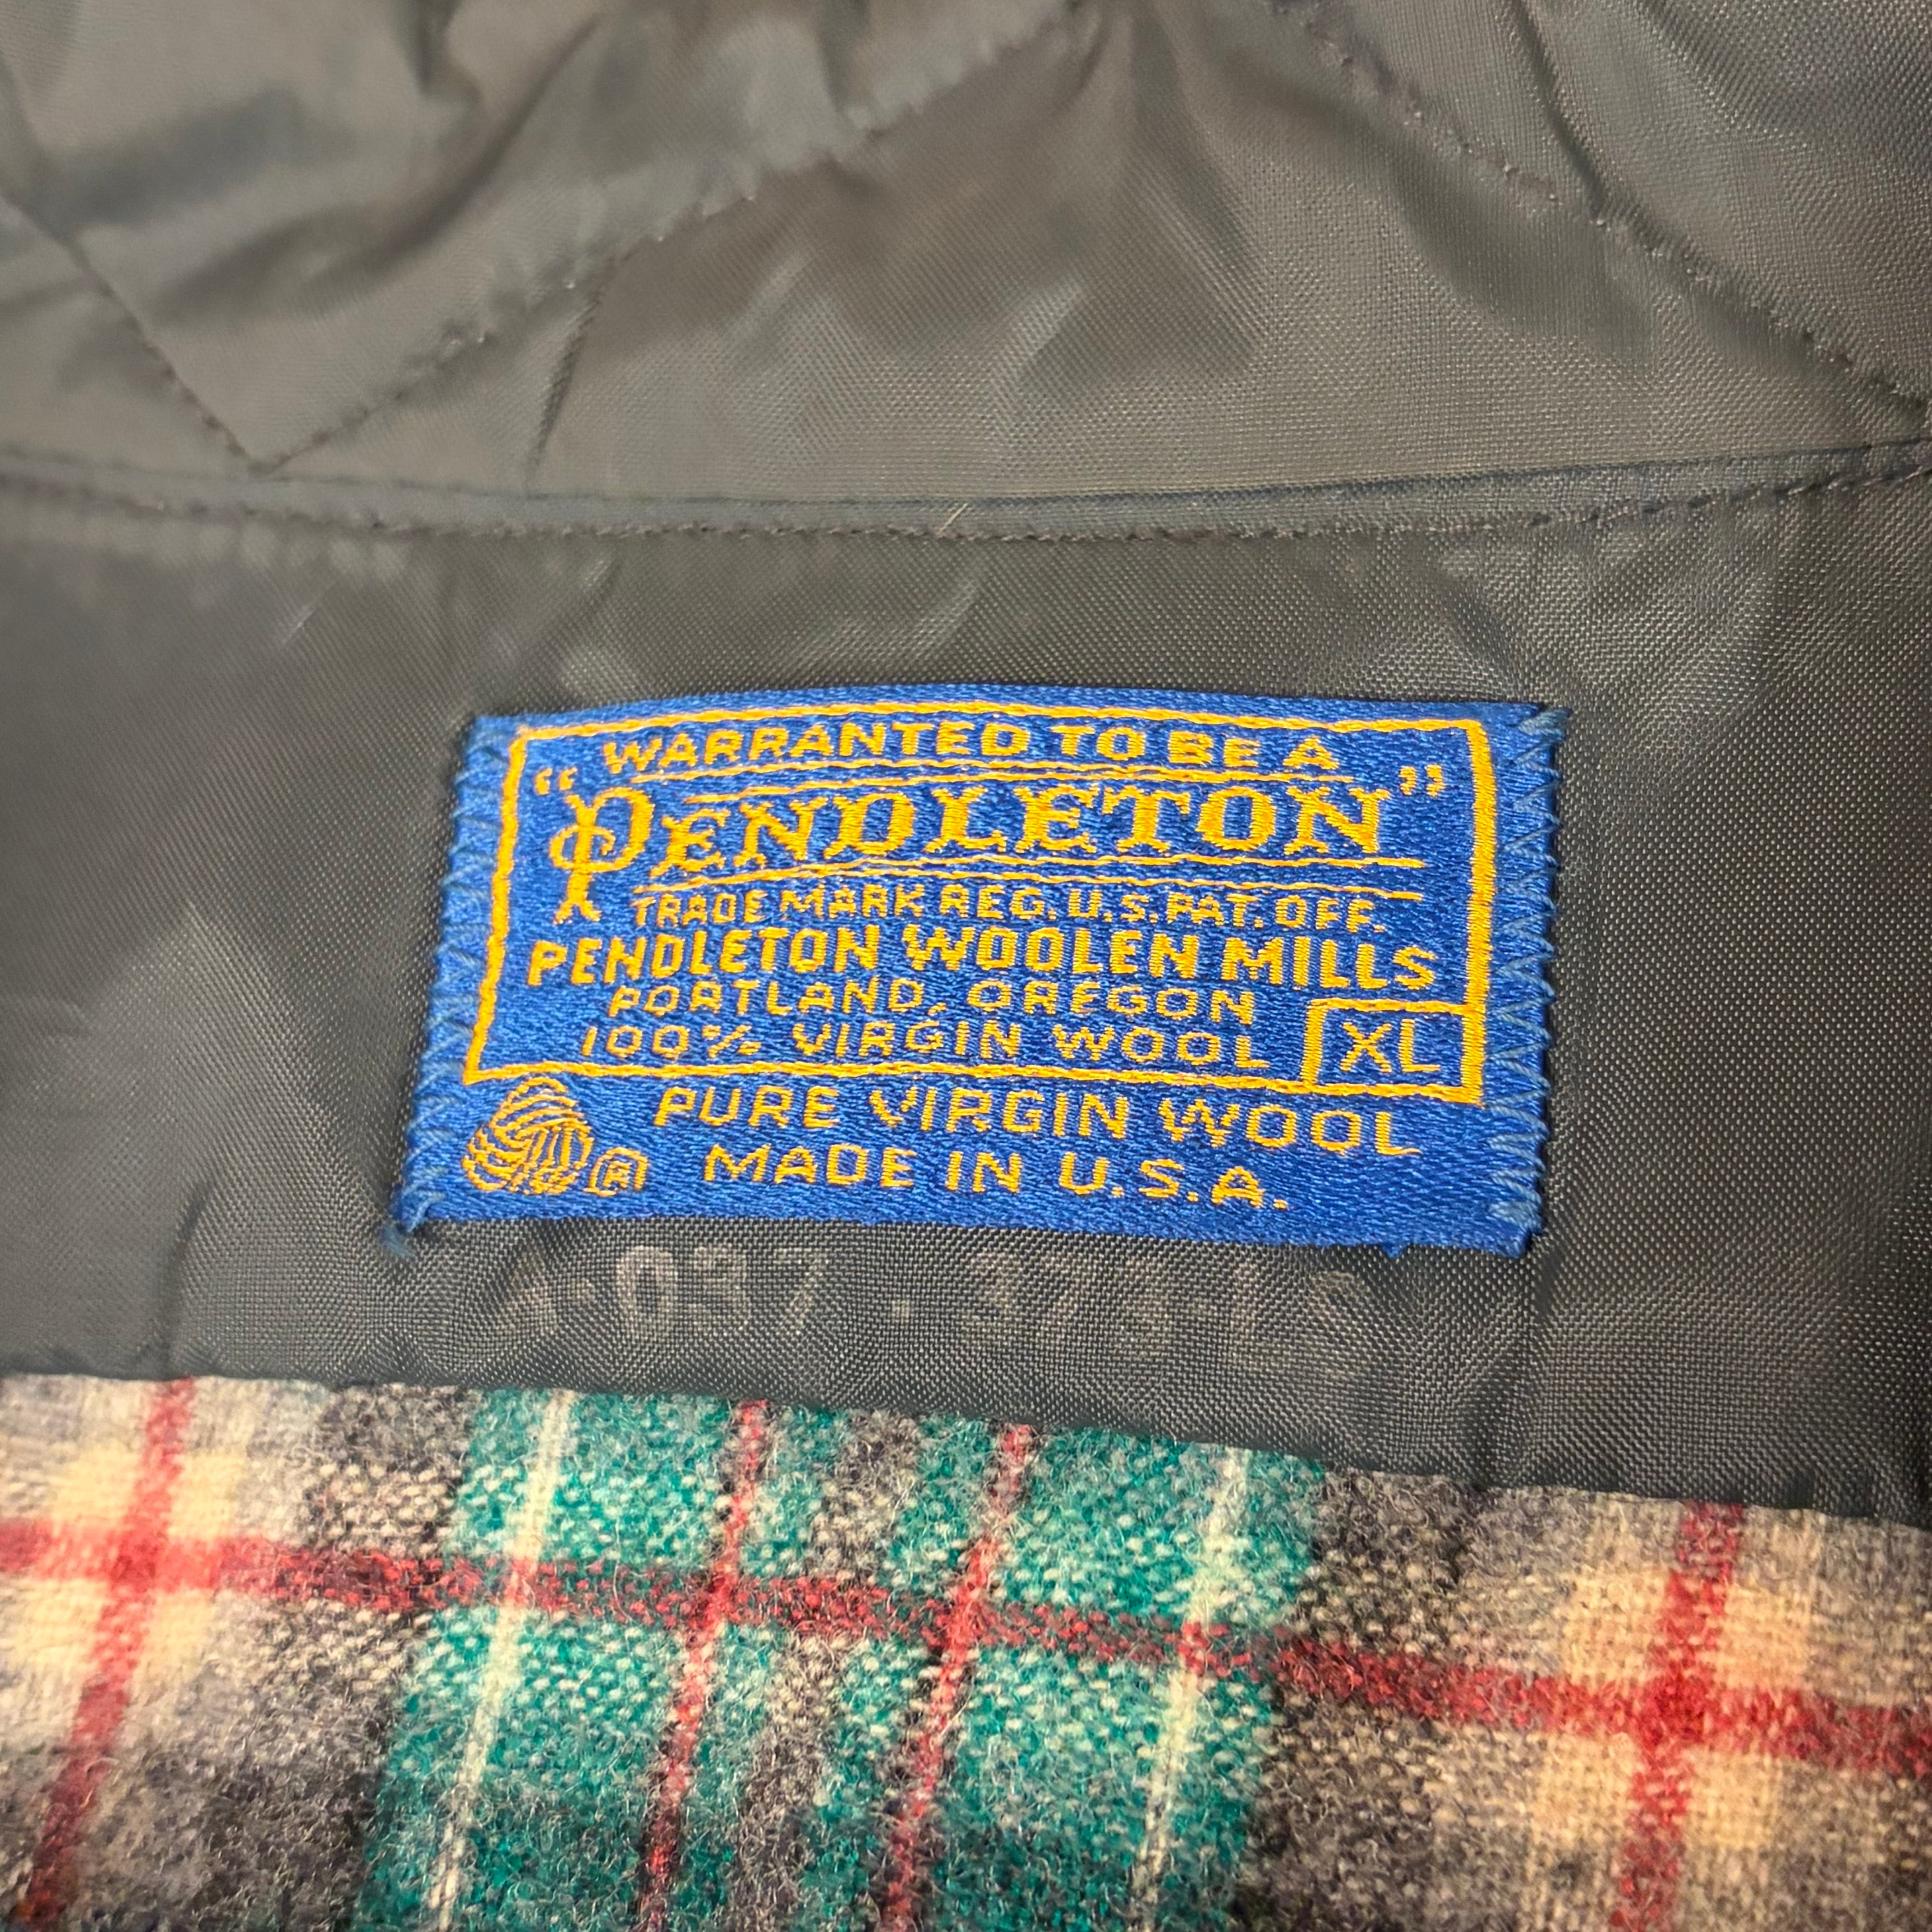 WARRANTED TO BE A
"PENDLETON"
TRADE MARK REG. U.S. PAT. OFF.
PENDLETON WOOLEN MILLS
PORTLAND, OREGON
100% VIRGIN WOOL XL
PURE VIRGIN WOOL
® MADE IN U.S.A.